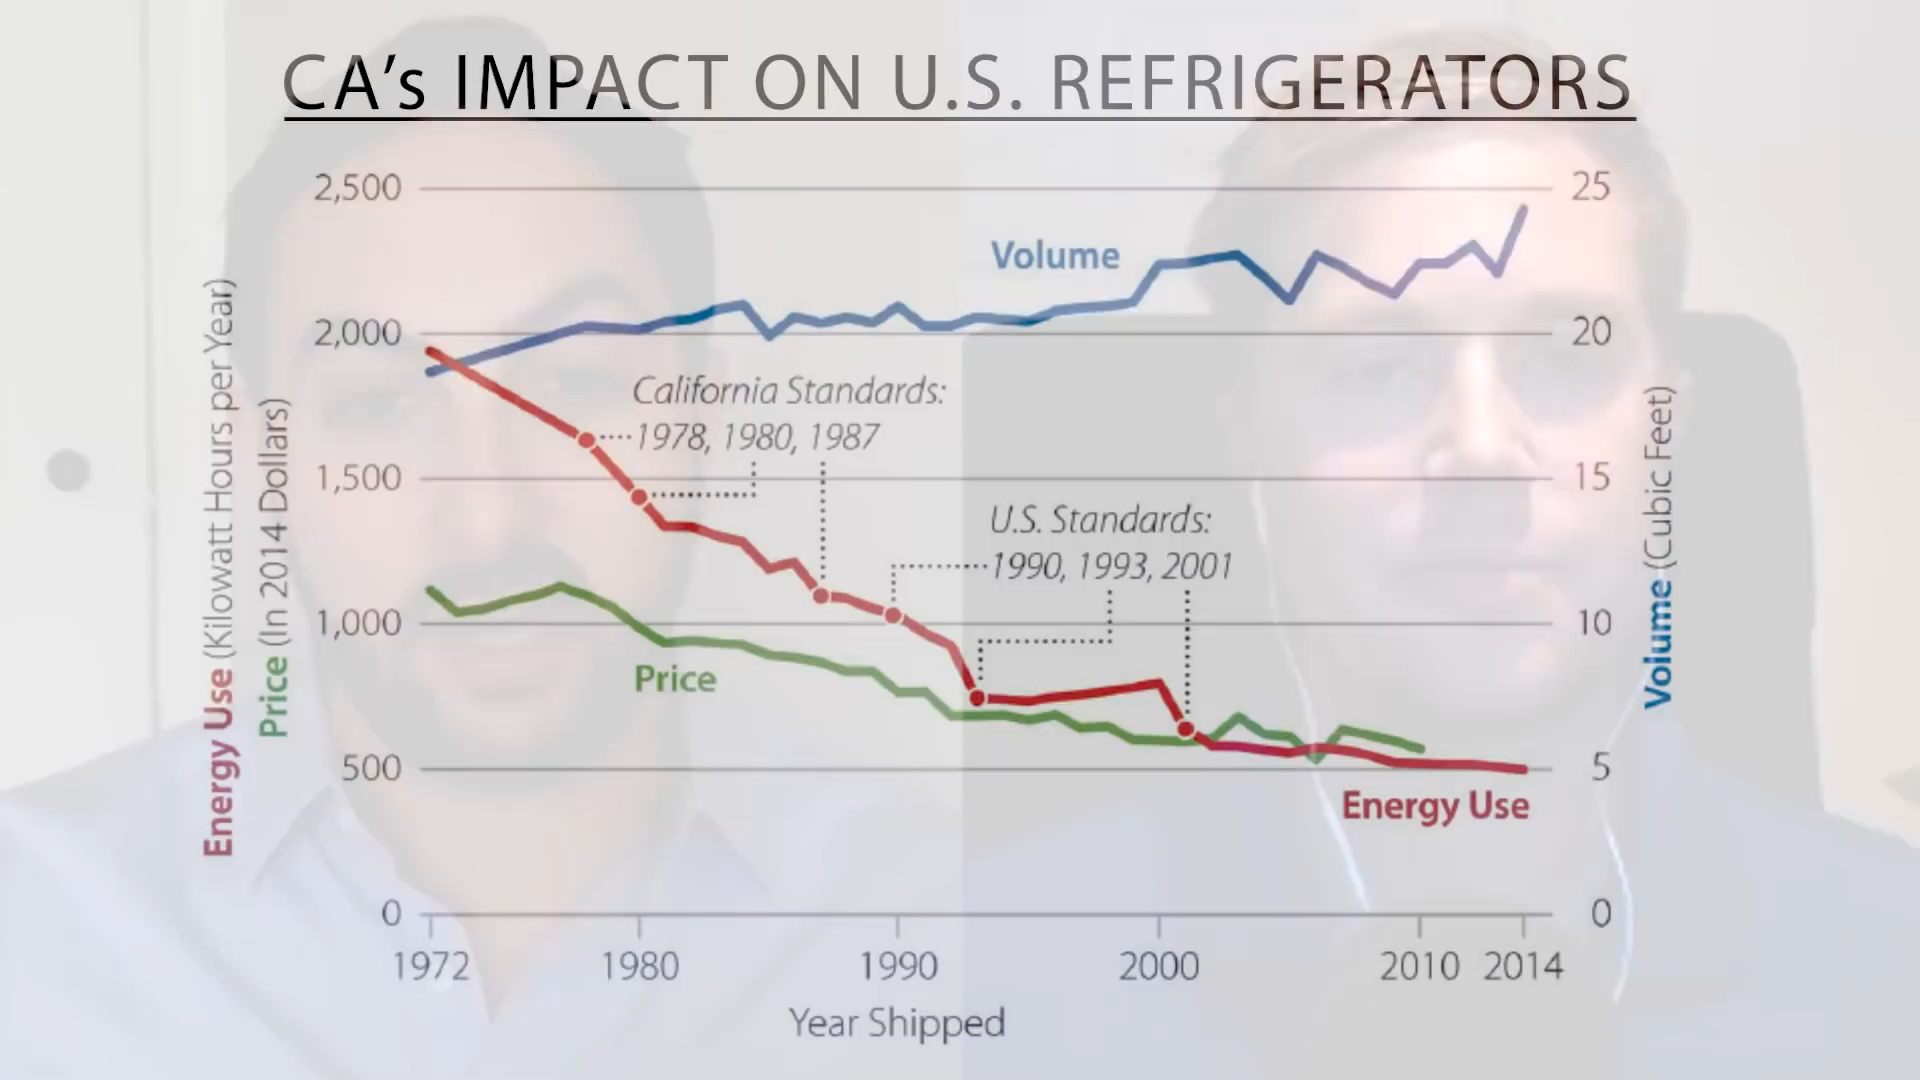 CA's IMPACT ON U.S. REFRIGERATORS
Energy Use (Kilowatt Hours per Year)
Price (In 2014 Dollars)
2,500
2,000
1,500
1,000
500
0
Volume
California Standards:
1978, 1980, 1987
U.S. Standards:
1990, 1993, 2001
Price
Energy Use
25
20
15
10
5
0
Volume (Cubic Feet)
1972 1980 1990 2000 2010 2014
Year Shipped